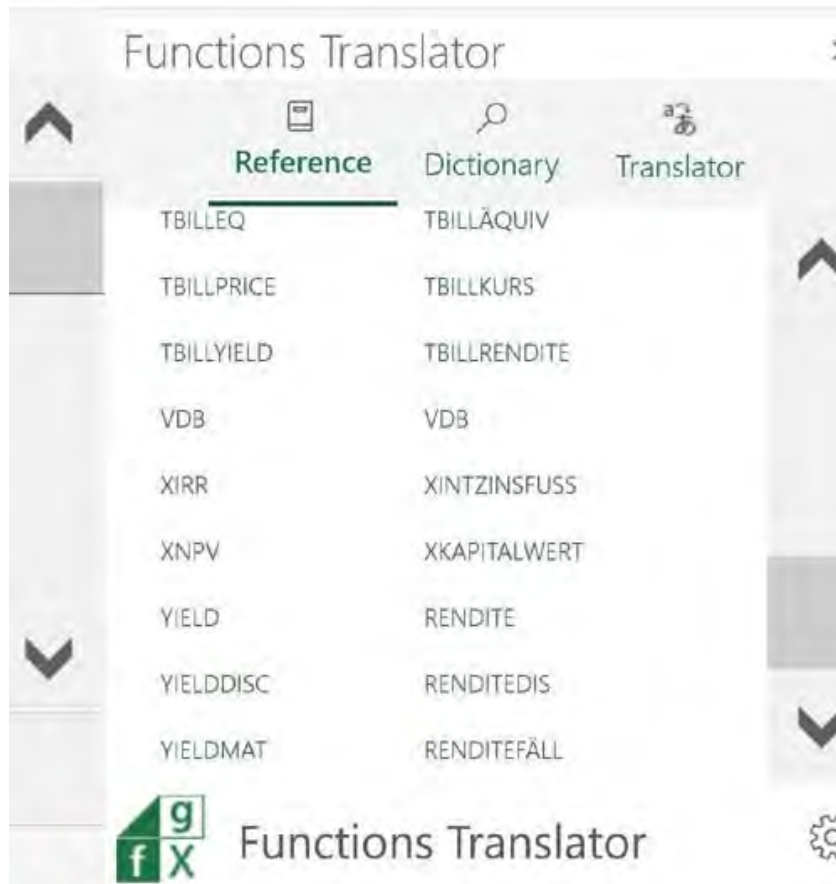 Functions Translator
Reference Dictionary Translator
TBILLEQ TBILLÄQUIV
TBILLPRICE TBILLKURS
TBILLYIELD TBILLRENDITE
VDB VDB
XIRR XINTZINSFUSS
XNPV XKAPITALWERT
YIELD RENDITE
YIELDDISC RENDITEDIS
YIELDMAT RENDITEFÄLL
g
f X
Functions Translator